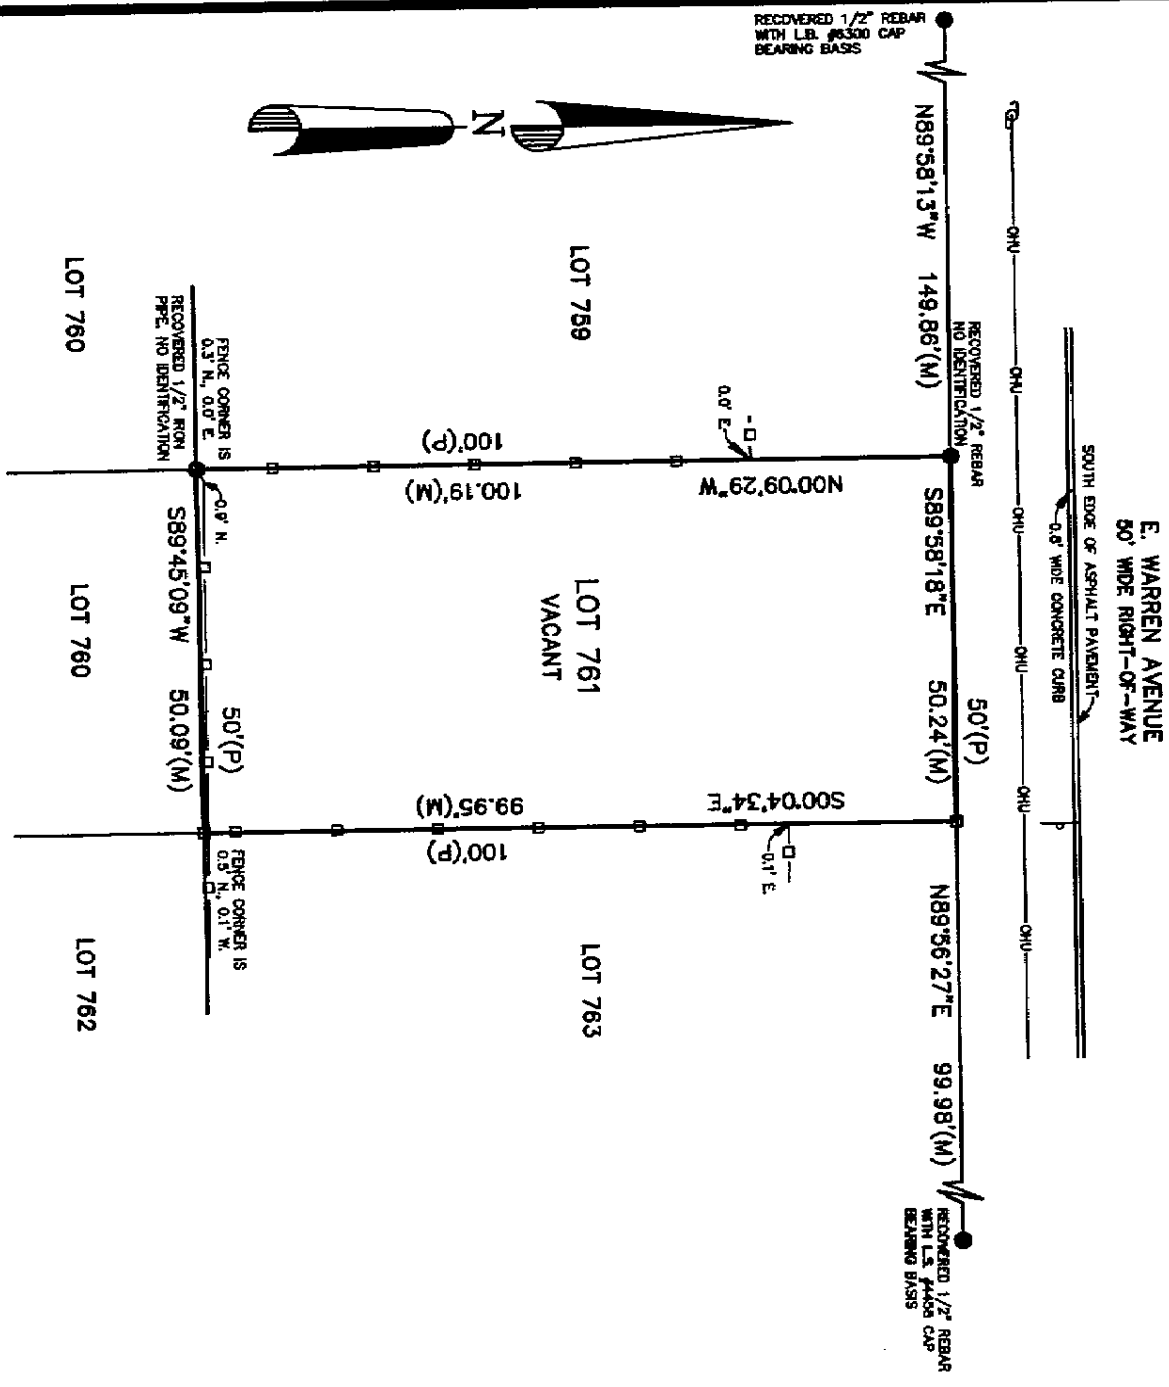 E. WARREN AVENUE
50' WIDE RIGHT-OF-WAY
SOUTH EDGE OF ASPHALT PAVEMENT
0.8' WIDE CONCRETE CURB
OHU
OHU
OHU
OHU
OHU
OHU
P
RECOVERED 1/2" REBAR
WITH L.B. #6300 CAP
BEARING BASIS
N89°58'13"W 149.86'(M)
RECOVERED 1/2" REBAR
NO IDENTIFICATION
50'(P)
S89°58'18"E 50.24'(M)
N89°56'27"E 99.98'(M)
RECOVERED 1/2" REBAR
WITH L.S. #4458 CAP
BEARING BASIS
N
LOT 759
0.0' E.
N00°09'29"W 100.19'(M)
100'(P)
LOT 761
VACANT
S00°04'34"E 99.95'(M)
100'(P)
0.1' E.
LOT 763
FENCE CORNER IS
0.3' N., 0.0' E.
RECOVERED 1/2" IRON
PIPE, NO IDENTIFICATION
0.9' N.
50'(P)
S89°45'09"W 50.09'(M)
FENCE CORNER IS
0.5' N., 0.1' W.
LOT 760
LOT 760
LOT 762